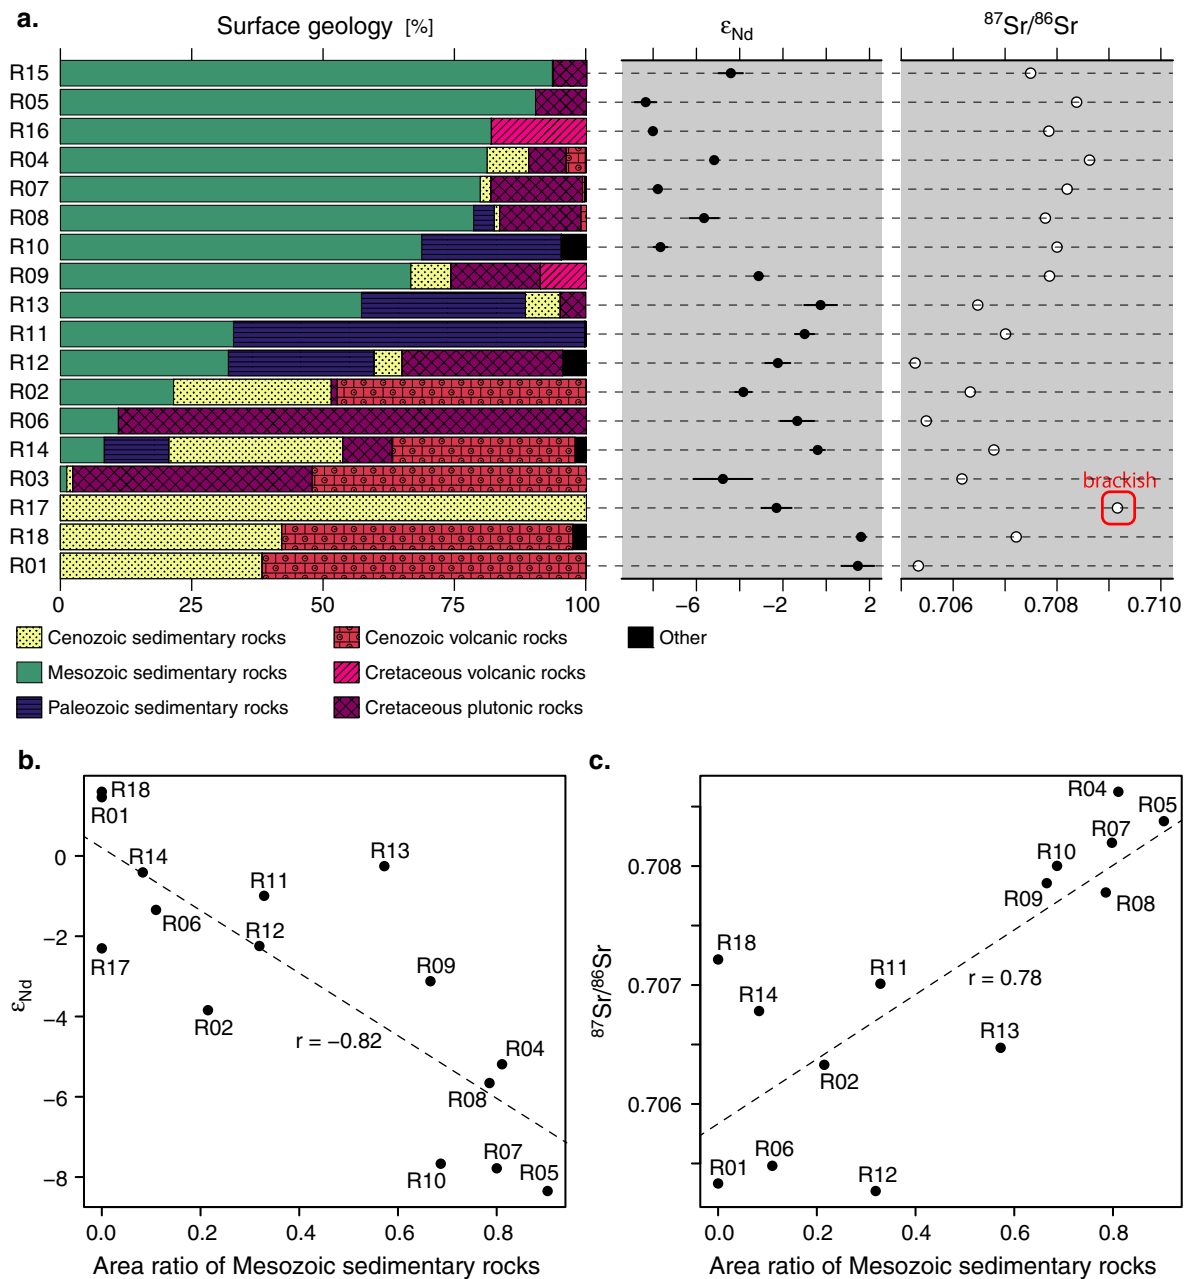 a.
Surface geology [%]
εNd
87Sr/86Sr
R15
R05
R16
R04
R07
R08
R10
R09
R13
R11
R12
R02
R06
R14
R03
R17
R18
R01
brackish
0 25 50 75 100
−6 −2 2
0.706 0.708 0.710
Cenozoic sedimentary rocks
Mesozoic sedimentary rocks
Paleozoic sedimentary rocks
Cenozoic volcanic rocks
Cretaceous volcanic rocks
Cretaceous plutonic rocks
Other
b.
εNd
0
−2
−4
−6
−8
R18
R01
R14
R06
R17
R02
R11
R12
R13
R09
r = −0.82
R04
R08
R10
R07
R05
0.0 0.2 0.4 0.6 0.8
Area ratio of Mesozoic sedimentary rocks
c.
87Sr/86Sr
0.708
0.707
0.706
R04
R05
R07
R10
R09
R08
R18
R14
R11
r = 0.78
R13
R02
R01
R06
R12
0.0 0.2 0.4 0.6 0.8
Area ratio of Mesozoic sedimentary rocks